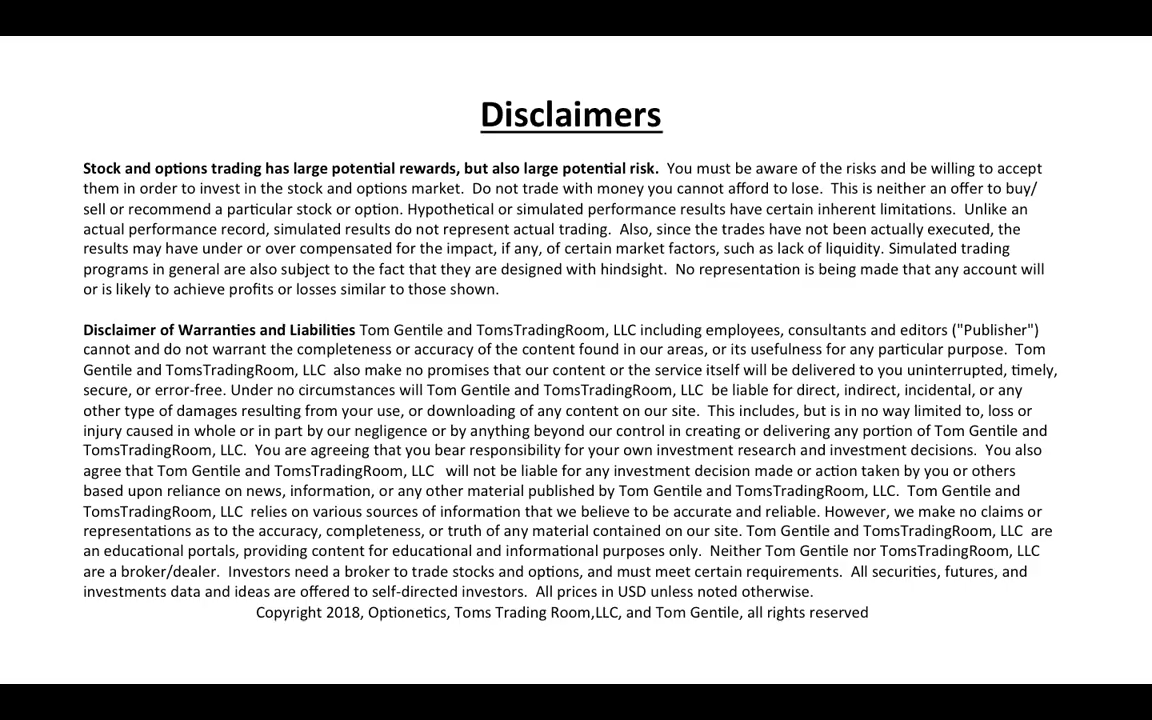 Disclaimers
Stock and options trading has large potential rewards, but also large potential risk.  You must be aware of the risks and be willing to accept
them in order to invest in the stock and options market.  Do not trade with money you cannot afford to lose.  This is neither an offer to buy/
sell or recommend a particular stock or option. Hypothetical or simulated performance results have certain inherent limitations.  Unlike an
actual performance record, simulated results do not represent actual trading.  Also, since the trades have not been actually executed, the
results may have under or over compensated for the impact, if any, of certain market factors, such as lack of liquidity. Simulated trading
programs in general are also subject to the fact that they are designed with hindsight.  No representation is being made that any account will
or is likely to achieve profits or losses similar to those shown.
Disclaimer of Warranties and Liabilities Tom Gentile and TomsTradingRoom, LLC including employees, consultants and editors ("Publisher")
cannot and do not warrant the completeness or accuracy of the content found in our areas, or its usefulness for any particular purpose.  Tom
Gentile and TomsTradingRoom, LLC  also make no promises that our content or the service itself will be delivered to you uninterrupted, timely,
secure, or error-free. Under no circumstances will Tom Gentile and TomsTradingRoom, LLC  be liable for direct, indirect, incidental, or any
other type of damages resulting from your use, or downloading of any content on our site.  This includes, but is in no way limited to, loss or
injury caused in whole or in part by our negligence or by anything beyond our control in creating or delivering any portion of Tom Gentile and
TomsTradingRoom, LLC.  You are agreeing that you bear responsibility for your own investment research and investment decisions.  You also
agree that Tom Gentile and TomsTradingRoom, LLC   will not be liable for any investment decision made or action taken by you or others
based upon reliance on news, information, or any other material published by Tom Gentile and TomsTradingRoom, LLC.  Tom Gentile and
TomsTradingRoom, LLC  relies on various sources of information that we believe to be accurate and reliable. However, we make no claims or
representations as to the accuracy, completeness, or truth of any material contained on our site. Tom Gentile and TomsTradingRoom, LLC  are
an educational portals, providing content for educational and informational purposes only.  Neither Tom Gentile nor TomsTradingRoom, LLC
are a broker/dealer.  Investors need a broker to trade stocks and options, and must meet certain requirements.  All securities, futures, and
investments data and ideas are offered to self-directed investors.  All prices in USD unless noted otherwise.
Copyright 2018, Optionetics, Toms Trading Room,LLC, and Tom Gentile, all rights reserved